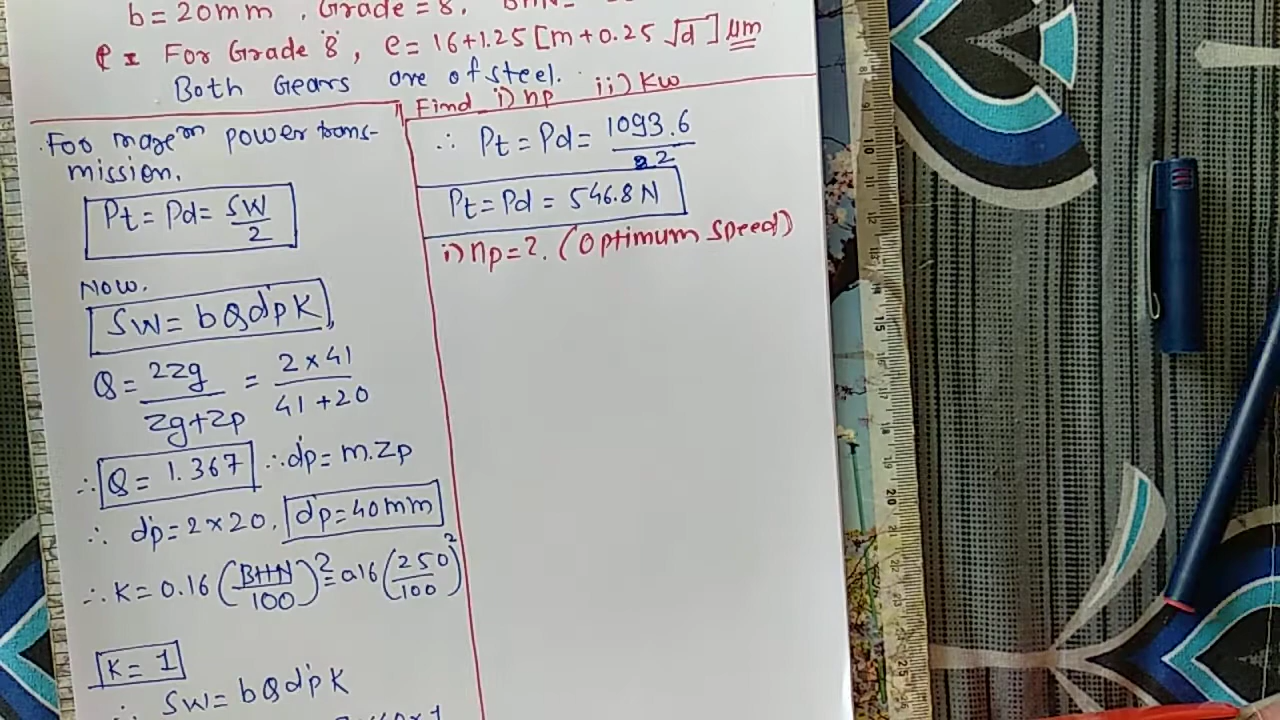 b = 20mm , Grade = 8, BHN=
e = For Grade 8, e = 16+1.25 [m + 0.25 √d] μm
Both Gears are of steel.
Find i) np ii) KW
For maxᵐ power trans-
mission.
Pt = Pd = SW/2
Now.
SW = bQd'pK,
Q = 2zg/zg+zp = 2×41/41+20
∴ Q = 1.367 ∴ d'p = m.zp
∴ d'p = 2×20. d'p = 40mm
∴ K = 0.16 (BHN/100)² = 0.16 (250/100)²
K = 1
∴ SW = bQd'pK
∴ Pt = Pd = 1093.6/2
Pt = Pd = 546.8 N
i) np = ?. (Optimum Speed)